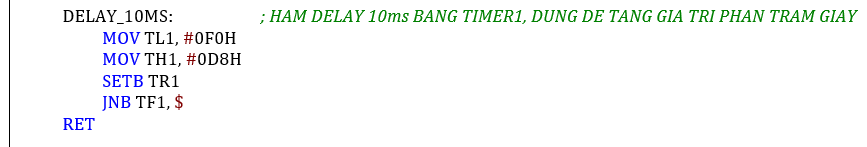 DELAY_10MS: ; HAM DELAY 10ms BANG TIMER1, DUNG DE TANG GIA TRI PHAN TRAM GIAY
MOV TL1, #0F0H
MOV TH1, #0D8H
SETB TR1
JNB TF1, $
RET